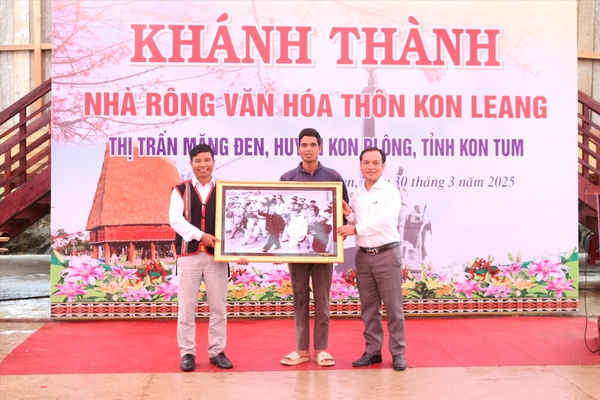 KHÁNH THÀNH
NHÀ RÔNG VĂN HÓA THÔN KON LEANG
THỊ TRẤN MĂNG ĐEN, HUYỆN KON PLÔNG, TỈNH KON TUM
30 tháng 3 năm 2025